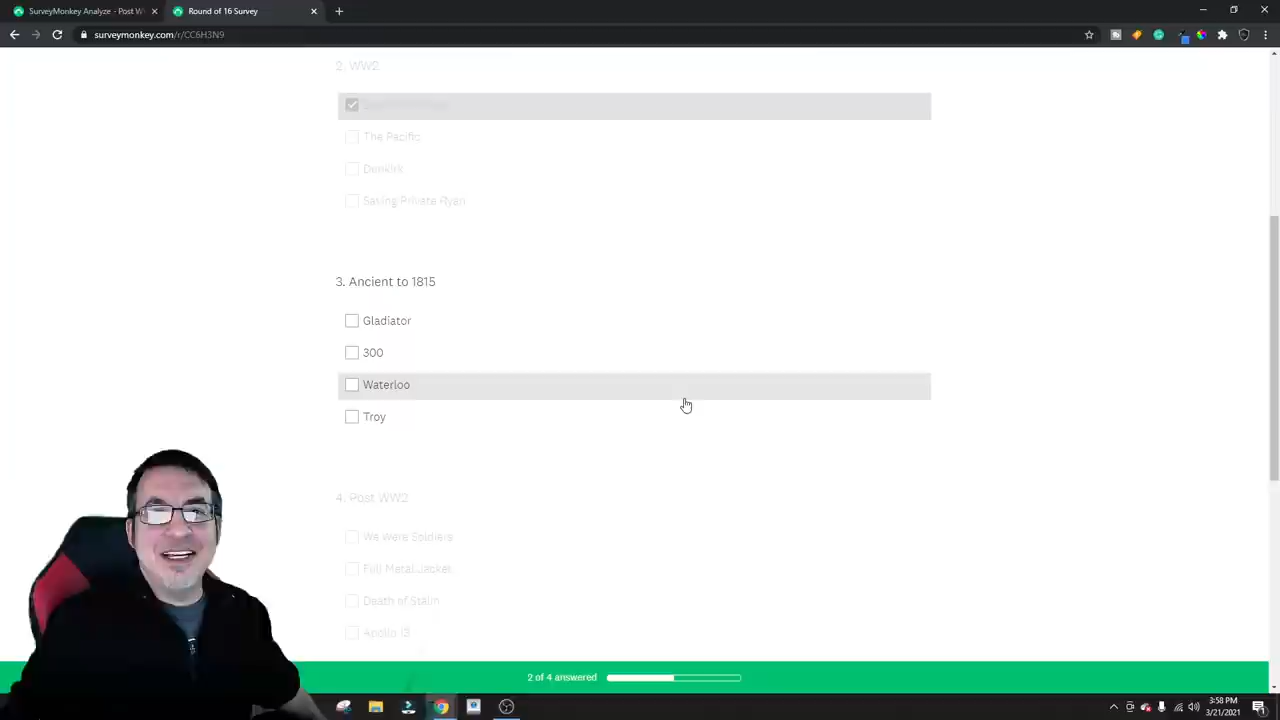 SurveyMonkey Analyze - Post W
Round of 16 Survey
surveymonkey.com/r/CC6H3N9
2. WW2
The Pacific
Dunkirk
Saving Private Ryan
3. Ancient to 1815
Gladiator
300
Waterloo
Troy
4. Post WW2
We Were Soldiers
Full Metal Jacket
Death of Stalin
Apollo 13
2 of 4 answered
3:58 PM
3/21/2021